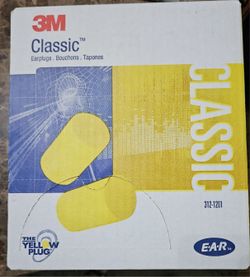 3M
Classic™
Earplugs . Bouchons . Tapones
CLASSIC
312-1201
THE
YELLOW
PLUG
E·A·R